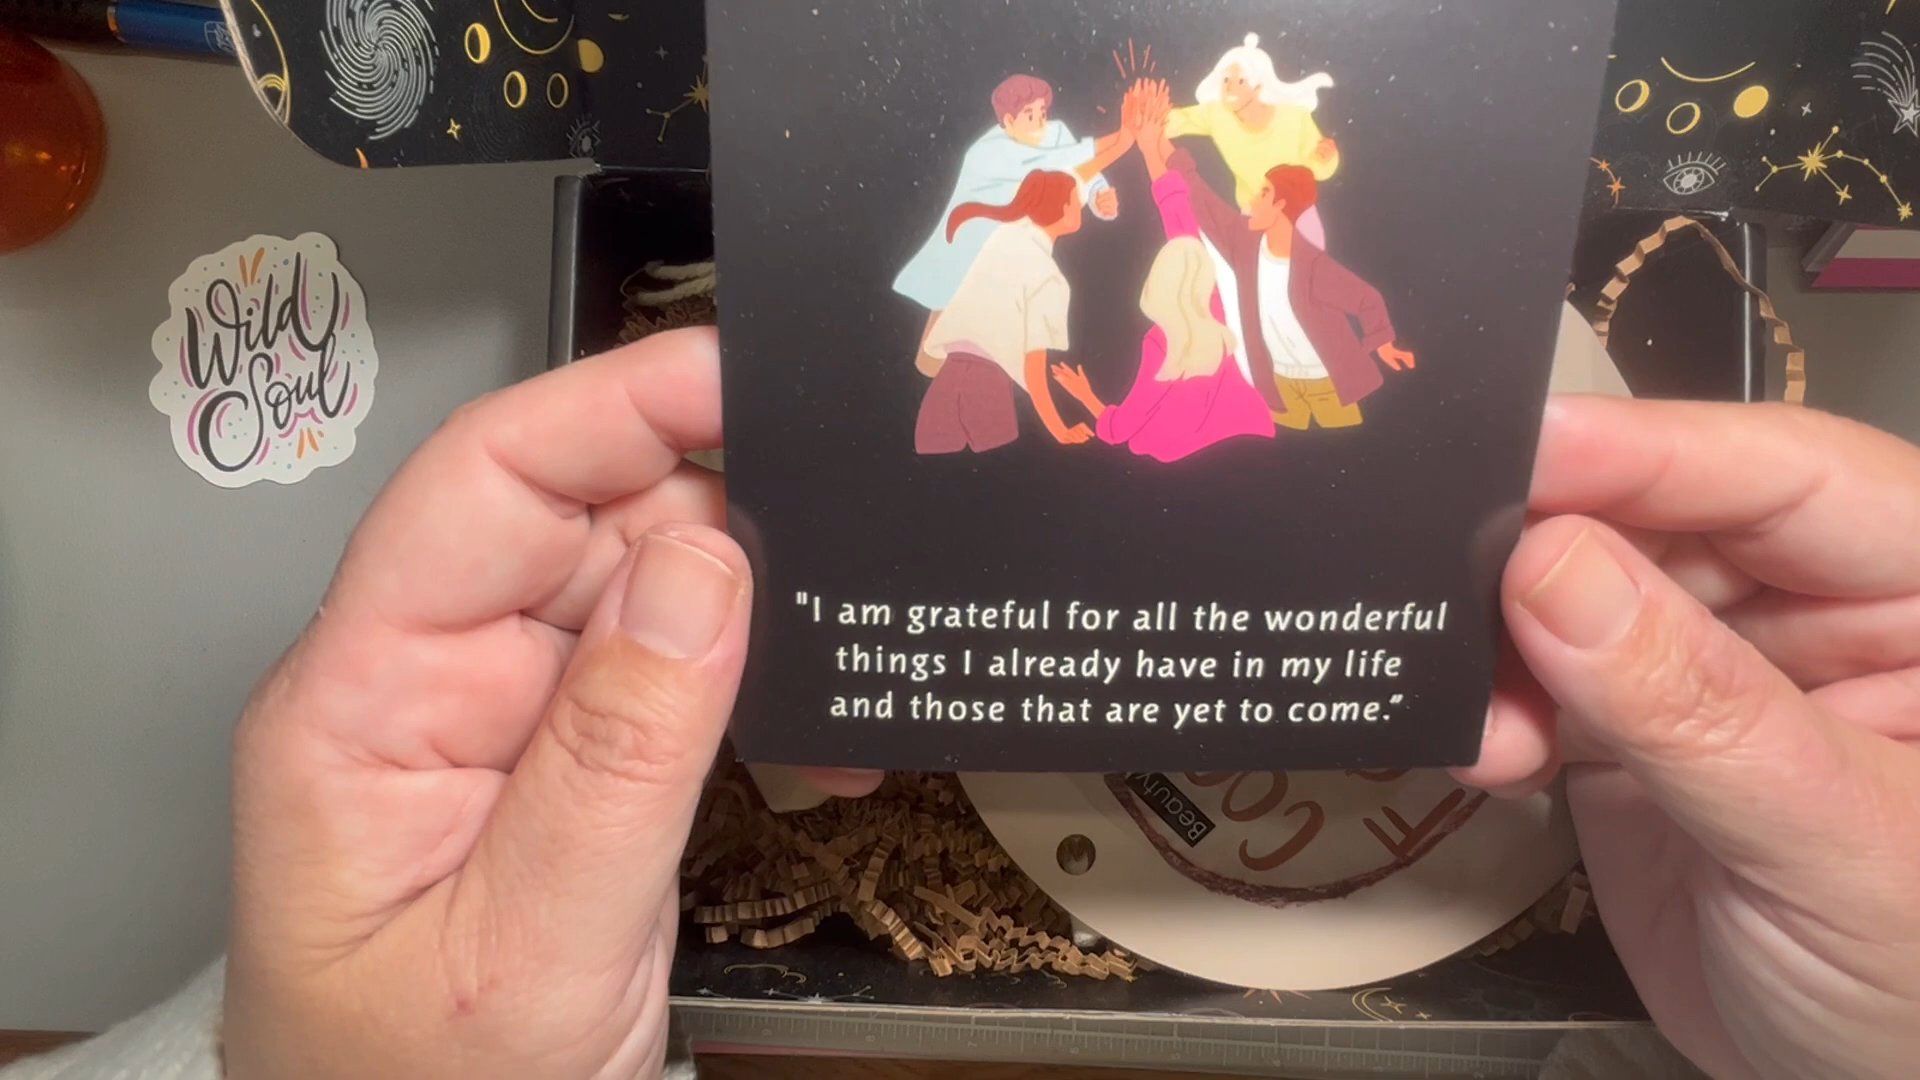 Wild
Soul
"I am grateful for all the wonderful
things I already have in my life
and those that are yet to come.”
Beauty